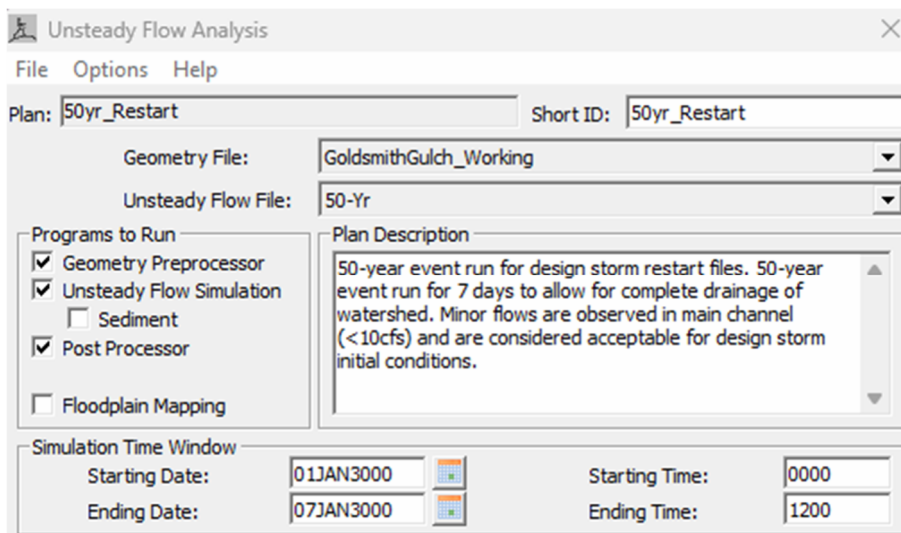 Unsteady Flow Analysis
File Options Help
Plan: 50yr_Restart Short ID: 50yr_Restart
Geometry File: GoldsmithGulch_Working
Unsteady Flow File: 50-Yr
Programs to Run
Geometry Preprocessor
Unsteady Flow Simulation
Sediment
Post Processor
Floodplain Mapping
Plan Description
50-year event run for design storm restart files. 50-year
event run for 7 days to allow for complete drainage of
watershed. Minor flows are observed in main channel
(<10cfs) and are considered acceptable for design storm
initial conditions.
Simulation Time Window
Starting Date: 01JAN3000 Starting Time: 0000
Ending Date: 07JAN3000 Ending Time: 1200